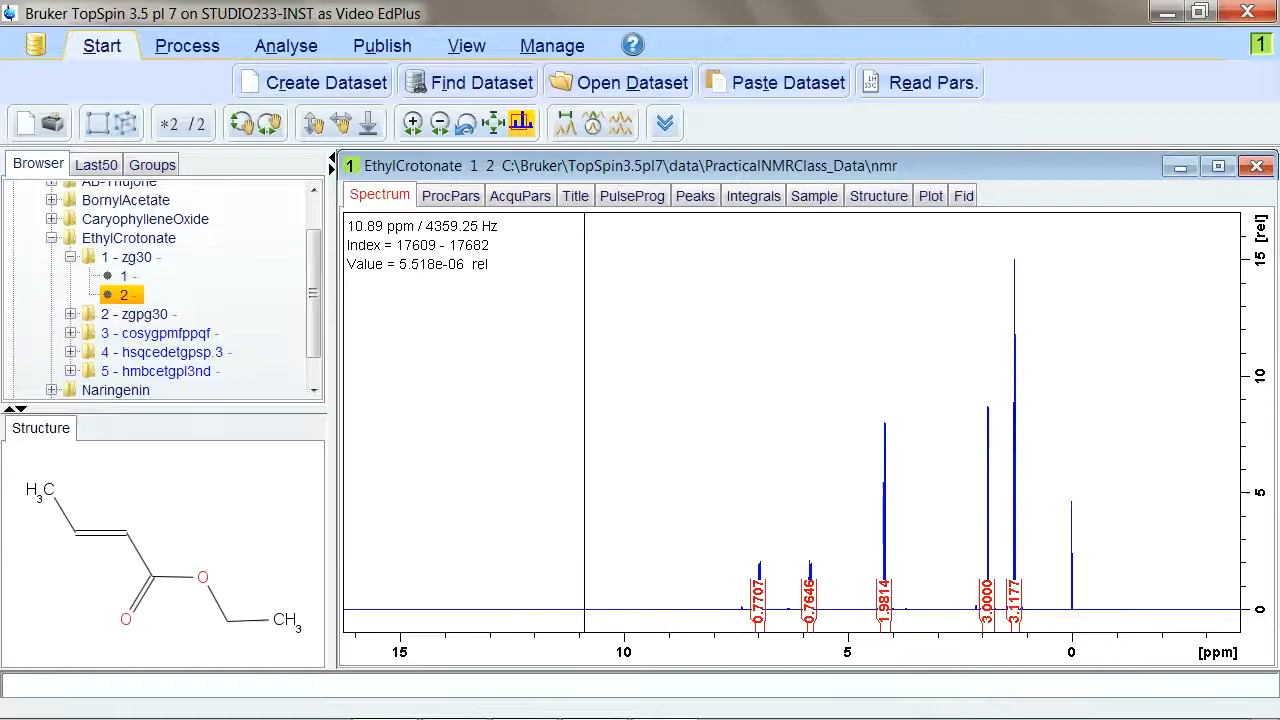 Bruker TopSpin 3.5 pl 7 on STUDIO233-INST as Video EdPlus
Start Process Analyse Publish View Manage ? 1
Create Dataset Find Dataset Open Dataset Paste Dataset Read Pars.
*2 /2
Browser Last50 Groups
AB-Thujone
BornylAcetate
CaryophylleneOxide
EthylCrotonate
1 - zg30 -
1 -
2 -
2 - zgpg30 -
3 - cosygpmfppqf -
4 - hsqcedetgpsp.3 -
5 - hmbcetgpl3nd -
Naringenin
Structure
H3C
O
O
CH3
1 EthylCrotonate 1 2 C:\Bruker\TopSpin3.5pl7\data\PracticalNMRClass_Data\nmr
Spectrum ProcPars AcquPars Title PulseProg Peaks Integrals Sample Structure Plot Fid
10.89 ppm / 4359.25 Hz
Index = 17609 - 17682
Value = 5.518e-06 rel
[rel]
15
10
5
0
0.7707 0.7646 1.9814 3.0000 3.1177
15 10 5 0 [ppm]